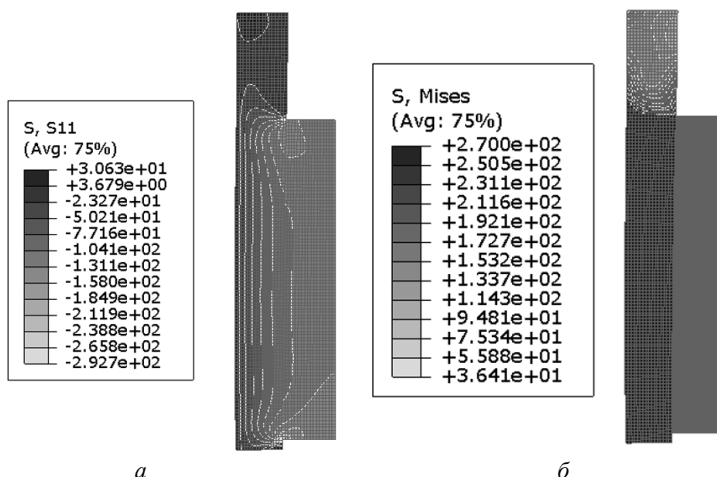 S, S11
(Avg: 75%)
+3.063e+01
+3.679e+00
-2.327e+01
-5.021e+01
-7.716e+01
-1.041e+02
-1.311e+02
-1.580e+02
-1.849e+02
-2.119e+02
-2.388e+02
-2.658e+02
-2.927e+02
S, Mises
(Avg: 75%)
+2.700e+02
+2.505e+02
+2.311e+02
+2.116e+02
+1.921e+02
+1.727e+02
+1.532e+02
+1.337e+02
+1.143e+02
+9.481e+01
+7.534e+01
+5.588e+01
+3.641e+01
а
б